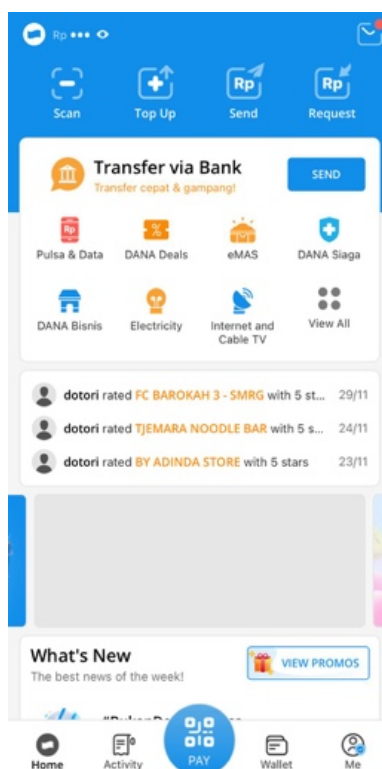 Rp •••
Scan
Top Up
Rp
Send
Rp
Request
Transfer via Bank
Transfer cepat & gampang!
SEND
Rp
Pulsa & Data
%
DANA Deals
eMAS
DANA Siaga
DANA Bisnis
Electricity
Internet and
Cable TV
View All
dotori rated FC BAROKAH 3 - SMRG with 5 st... 29/11
dotori rated TJEMARA NOODLE BAR with 5 s... 24/11
dotori rated BY ADINDA STORE with 5 stars 23/11
What's New
The best news of the week!
VIEW PROMOS
Home
Activity
PAY
Wallet
Me